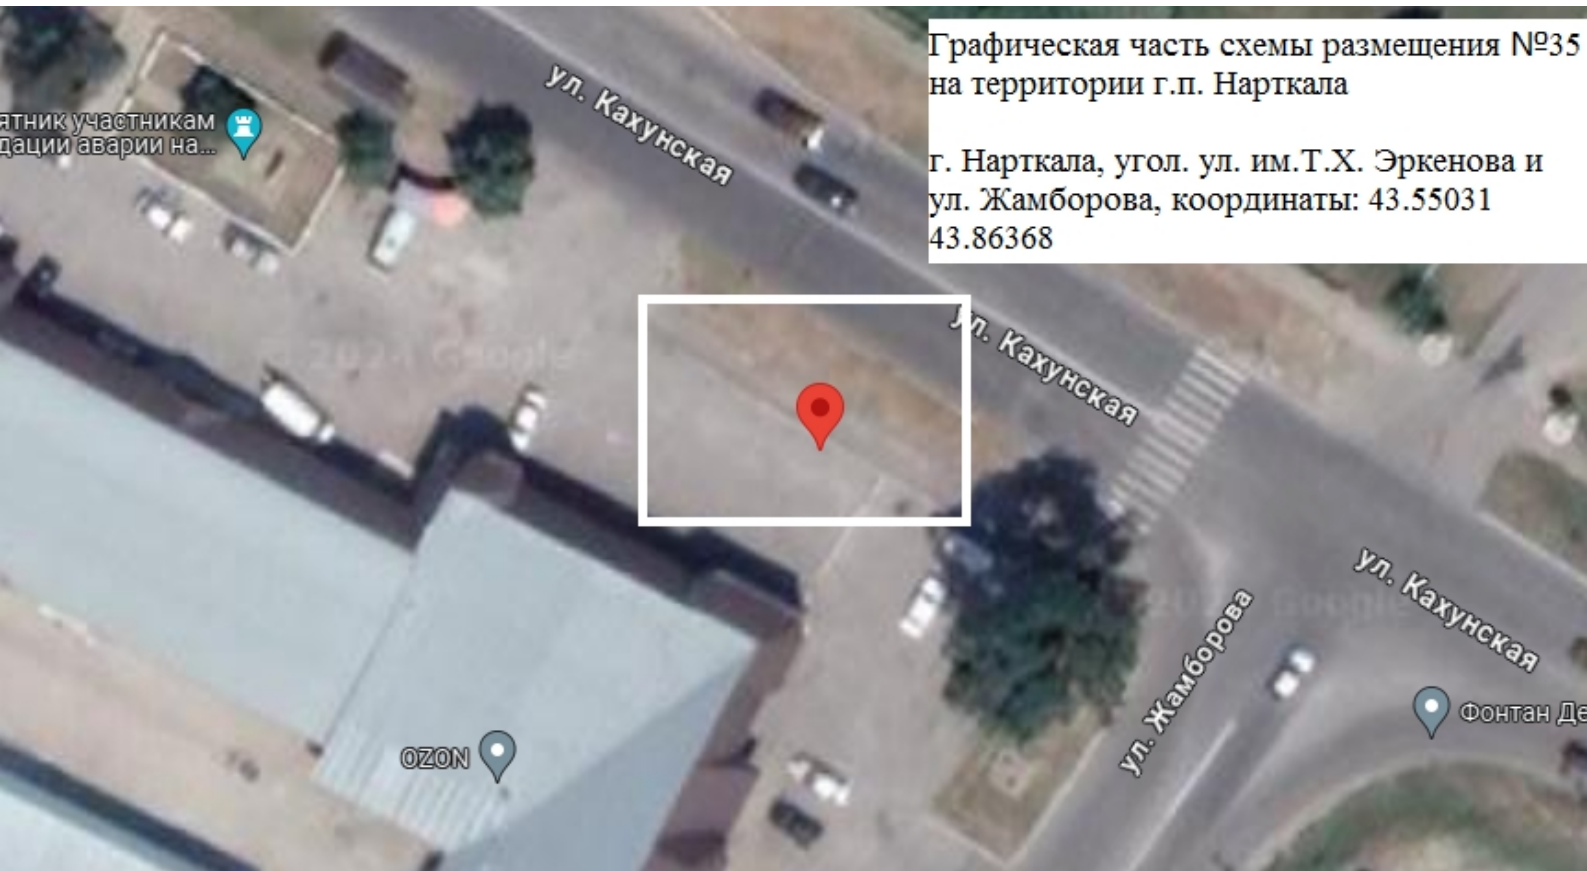 Графическая часть схемы размещения №35
на территории г.п. Нарткала
г. Нарткала, угол. ул. им.Т.Х. Эркенова и
ул. Жамборова, координаты: 43.55031
43.86368
ул. Кахунская
ятник участникам
дации аварии на...
ул. Кахунская
ул. Кахунская
ул. Жамборова
Фонтан Де
OZON